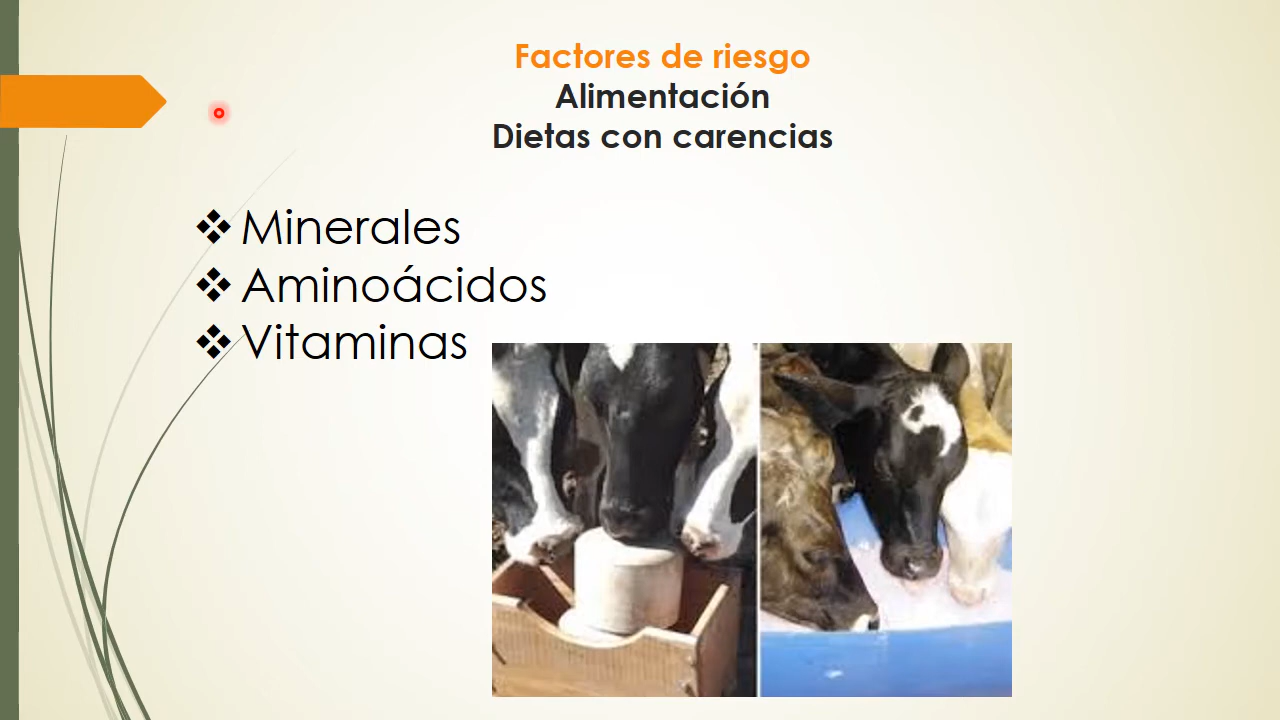 Factores de riesgo
Alimentación
Dietas con carencias
Minerales
Aminoácidos
Vitaminas